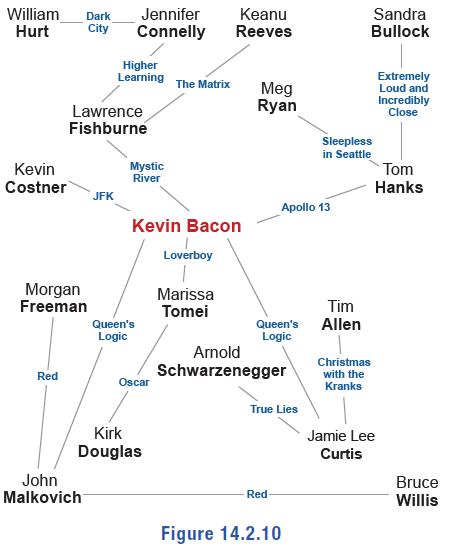 William
Hurt
Dark
City
Jennifer
Connelly
Keanu
Reeves
Sandra
Bullock
Higher
Learning
The Matrix
Extremely
Loud and
Incredibly
Close
Meg
Ryan
Lawrence
Fishburne
Sleepless
in Seattle
Mystic
River
Tom
Hanks
Kevin
Costner
JFK
Apollo 13
Kevin Bacon
Loverboy
Morgan
Freeman
Marissa
Tomei
Tim
Allen
Queen's
Logic
Queen's
Logic
Arnold
Schwarzenegger
Christmas
with the
Kranks
Red
Oscar
True Lies
Kirk
Douglas
Jamie Lee
Curtis
John
Malkovich
Red
Bruce
Willis
Figure 14.2.10